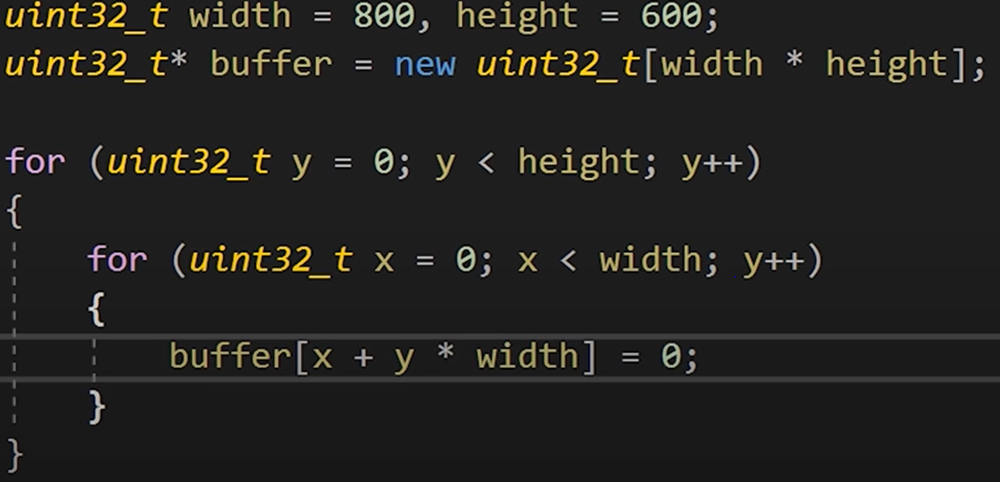 uint32_t width = 800, height = 600;
uint32_t* buffer = new uint32_t[width * height];
for (uint32_t y = 0; y < height; y++)
{
for (uint32_t x = 0; x < width; y++)
{
buffer[x + y * width] = 0;
}
}